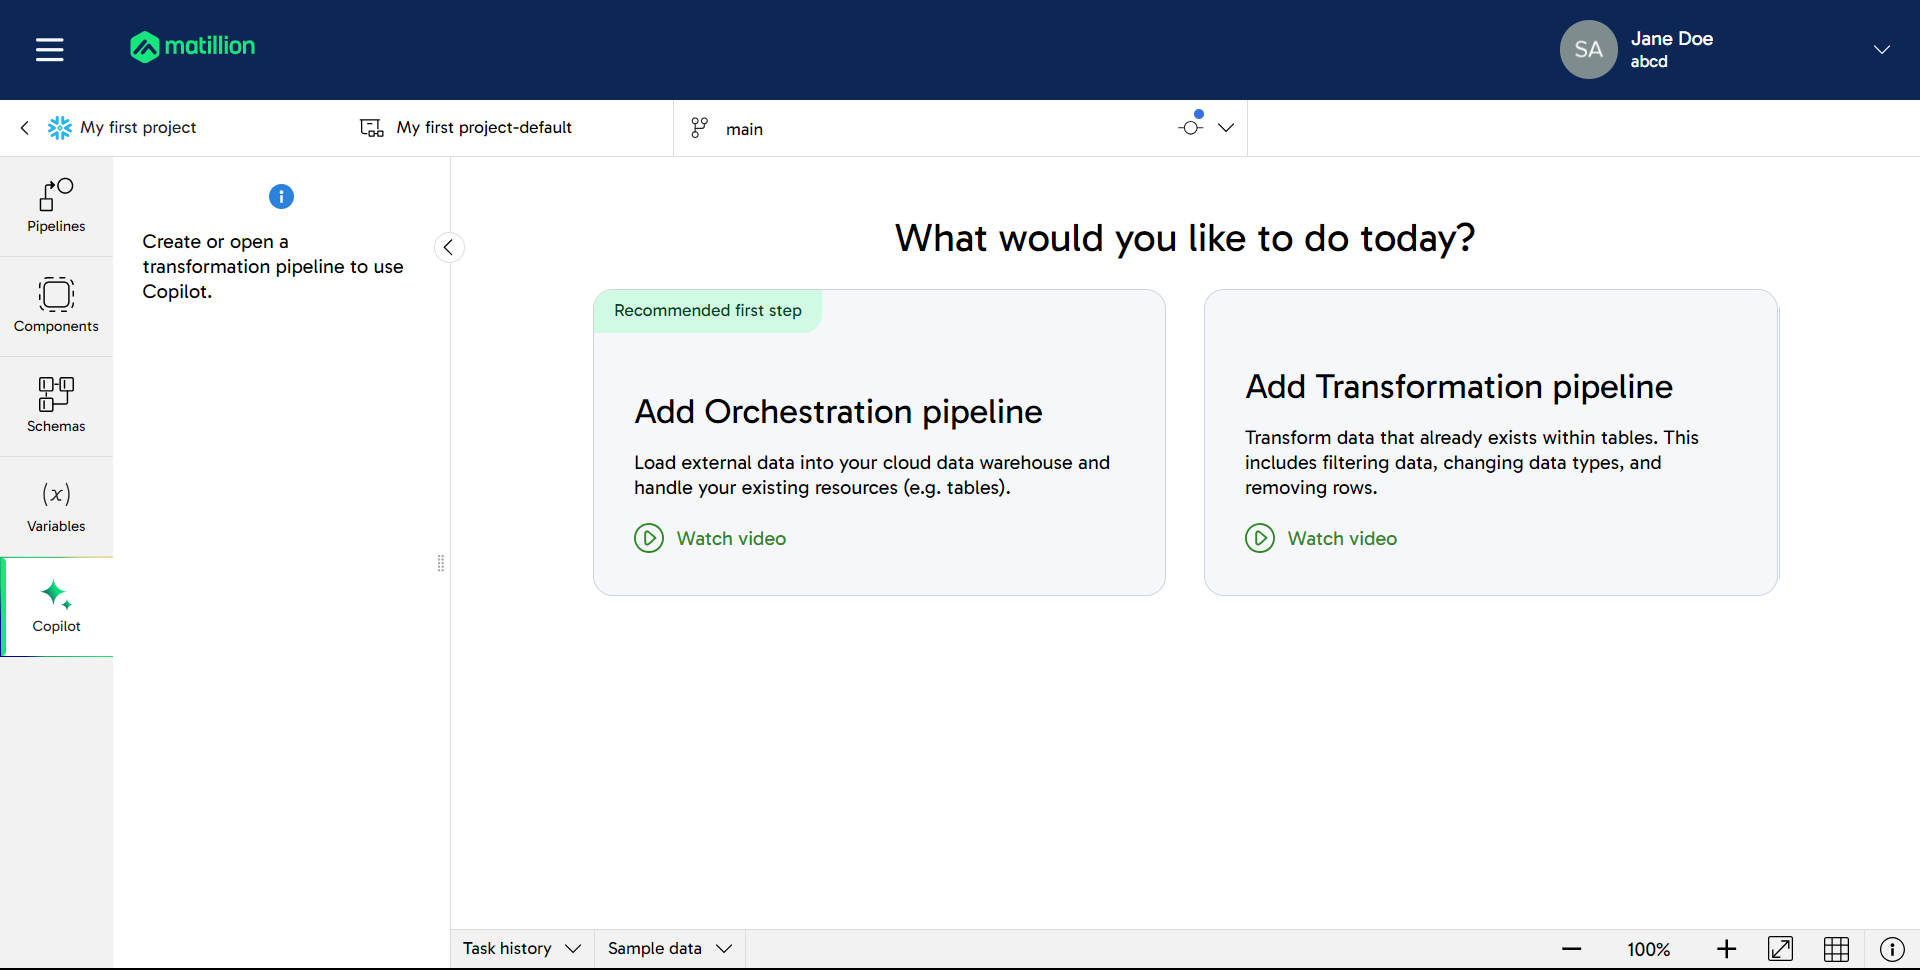 matillion
SA
Jane Doe
abcd
My first project
My first project-default
main
Pipelines
Components
Schemas
(x)
Variables
Copilot
Create or open a
transformation pipeline to use
Copilot.
What would you like to do today?
Recommended first step
Add Orchestration pipeline
Load external data into your cloud data warehouse and
handle your existing resources (e.g. tables).
Watch video
Add Transformation pipeline
Transform data that already exists within tables. This
includes filtering data, changing data types, and
removing rows.
Watch video
Task history
Sample data
100%